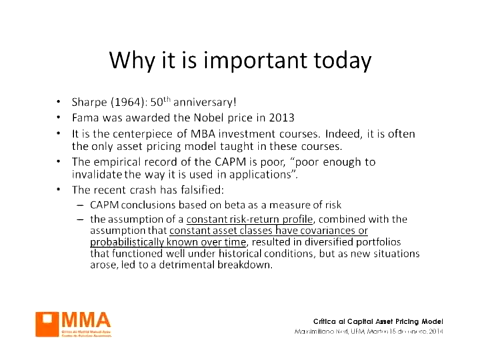 Why it is important today
• Sharpe (1964): 50th anniversary!
• Fama was awarded the Nobel price in 2013
• It is the centerpiece of MBA investment courses. Indeed, it is often
the only asset pricing model taught in these courses.
• The empirical record of the CAPM is poor, “poor enough to
invalidate the way it is used in applications”.
• The recent crash has falsified:
– CAPM conclusions based on beta as a measure of risk
– the assumption of a constant risk-return profile, combined with the
assumption that constant asset classes have covariances or
probabilistically known over time, resulted in diversified portfolios
that functioned well under historical conditions, but as new situations
arose, led to a detrimental breakdown.
MMA
Crítica al Capital Asset Pricing Model
UFM, 15 de 2014